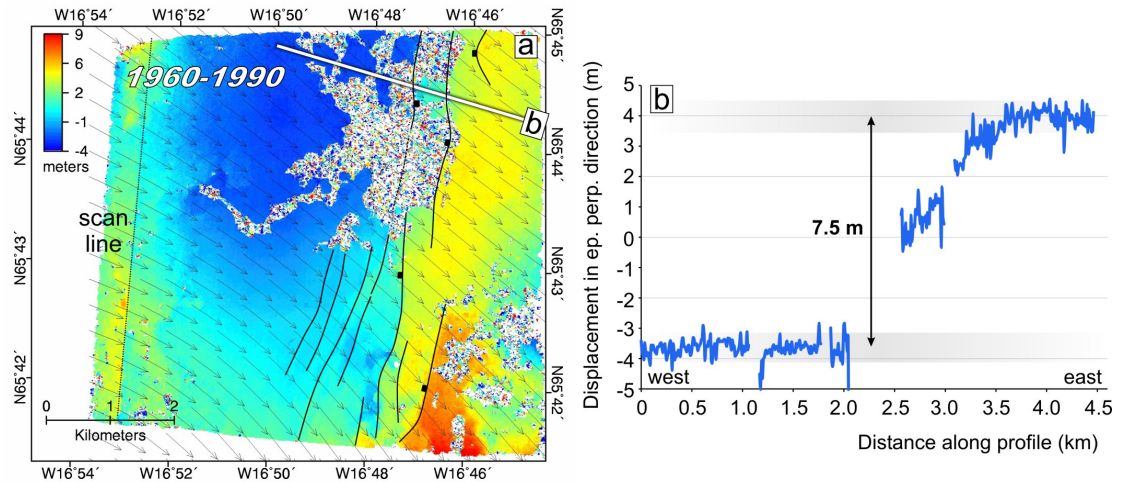 W16°54´ W16°52´ W16°50´ W16°48´ W16°46´
N65°45´
N65°44´
N65°43´
N65°42´
9
6
2
-1
-4
meters
1960-1990
a
b
scan
line
0 1 2
Kilometers
N65°45´
N65°44´
N65°43´
N65°42´
W16°54´ W16°52´ W16°50´ W16°48´ W16°46´
b
Displacement in ep. perp. direction (m)
5
4
3
2
0
-1
-2
-3
-4
-5
7.5 m
west east
0 0.5 1.0 1.5 2.0 2.5 3.0 3.5 4.0 4.5
Distance along profile (km)